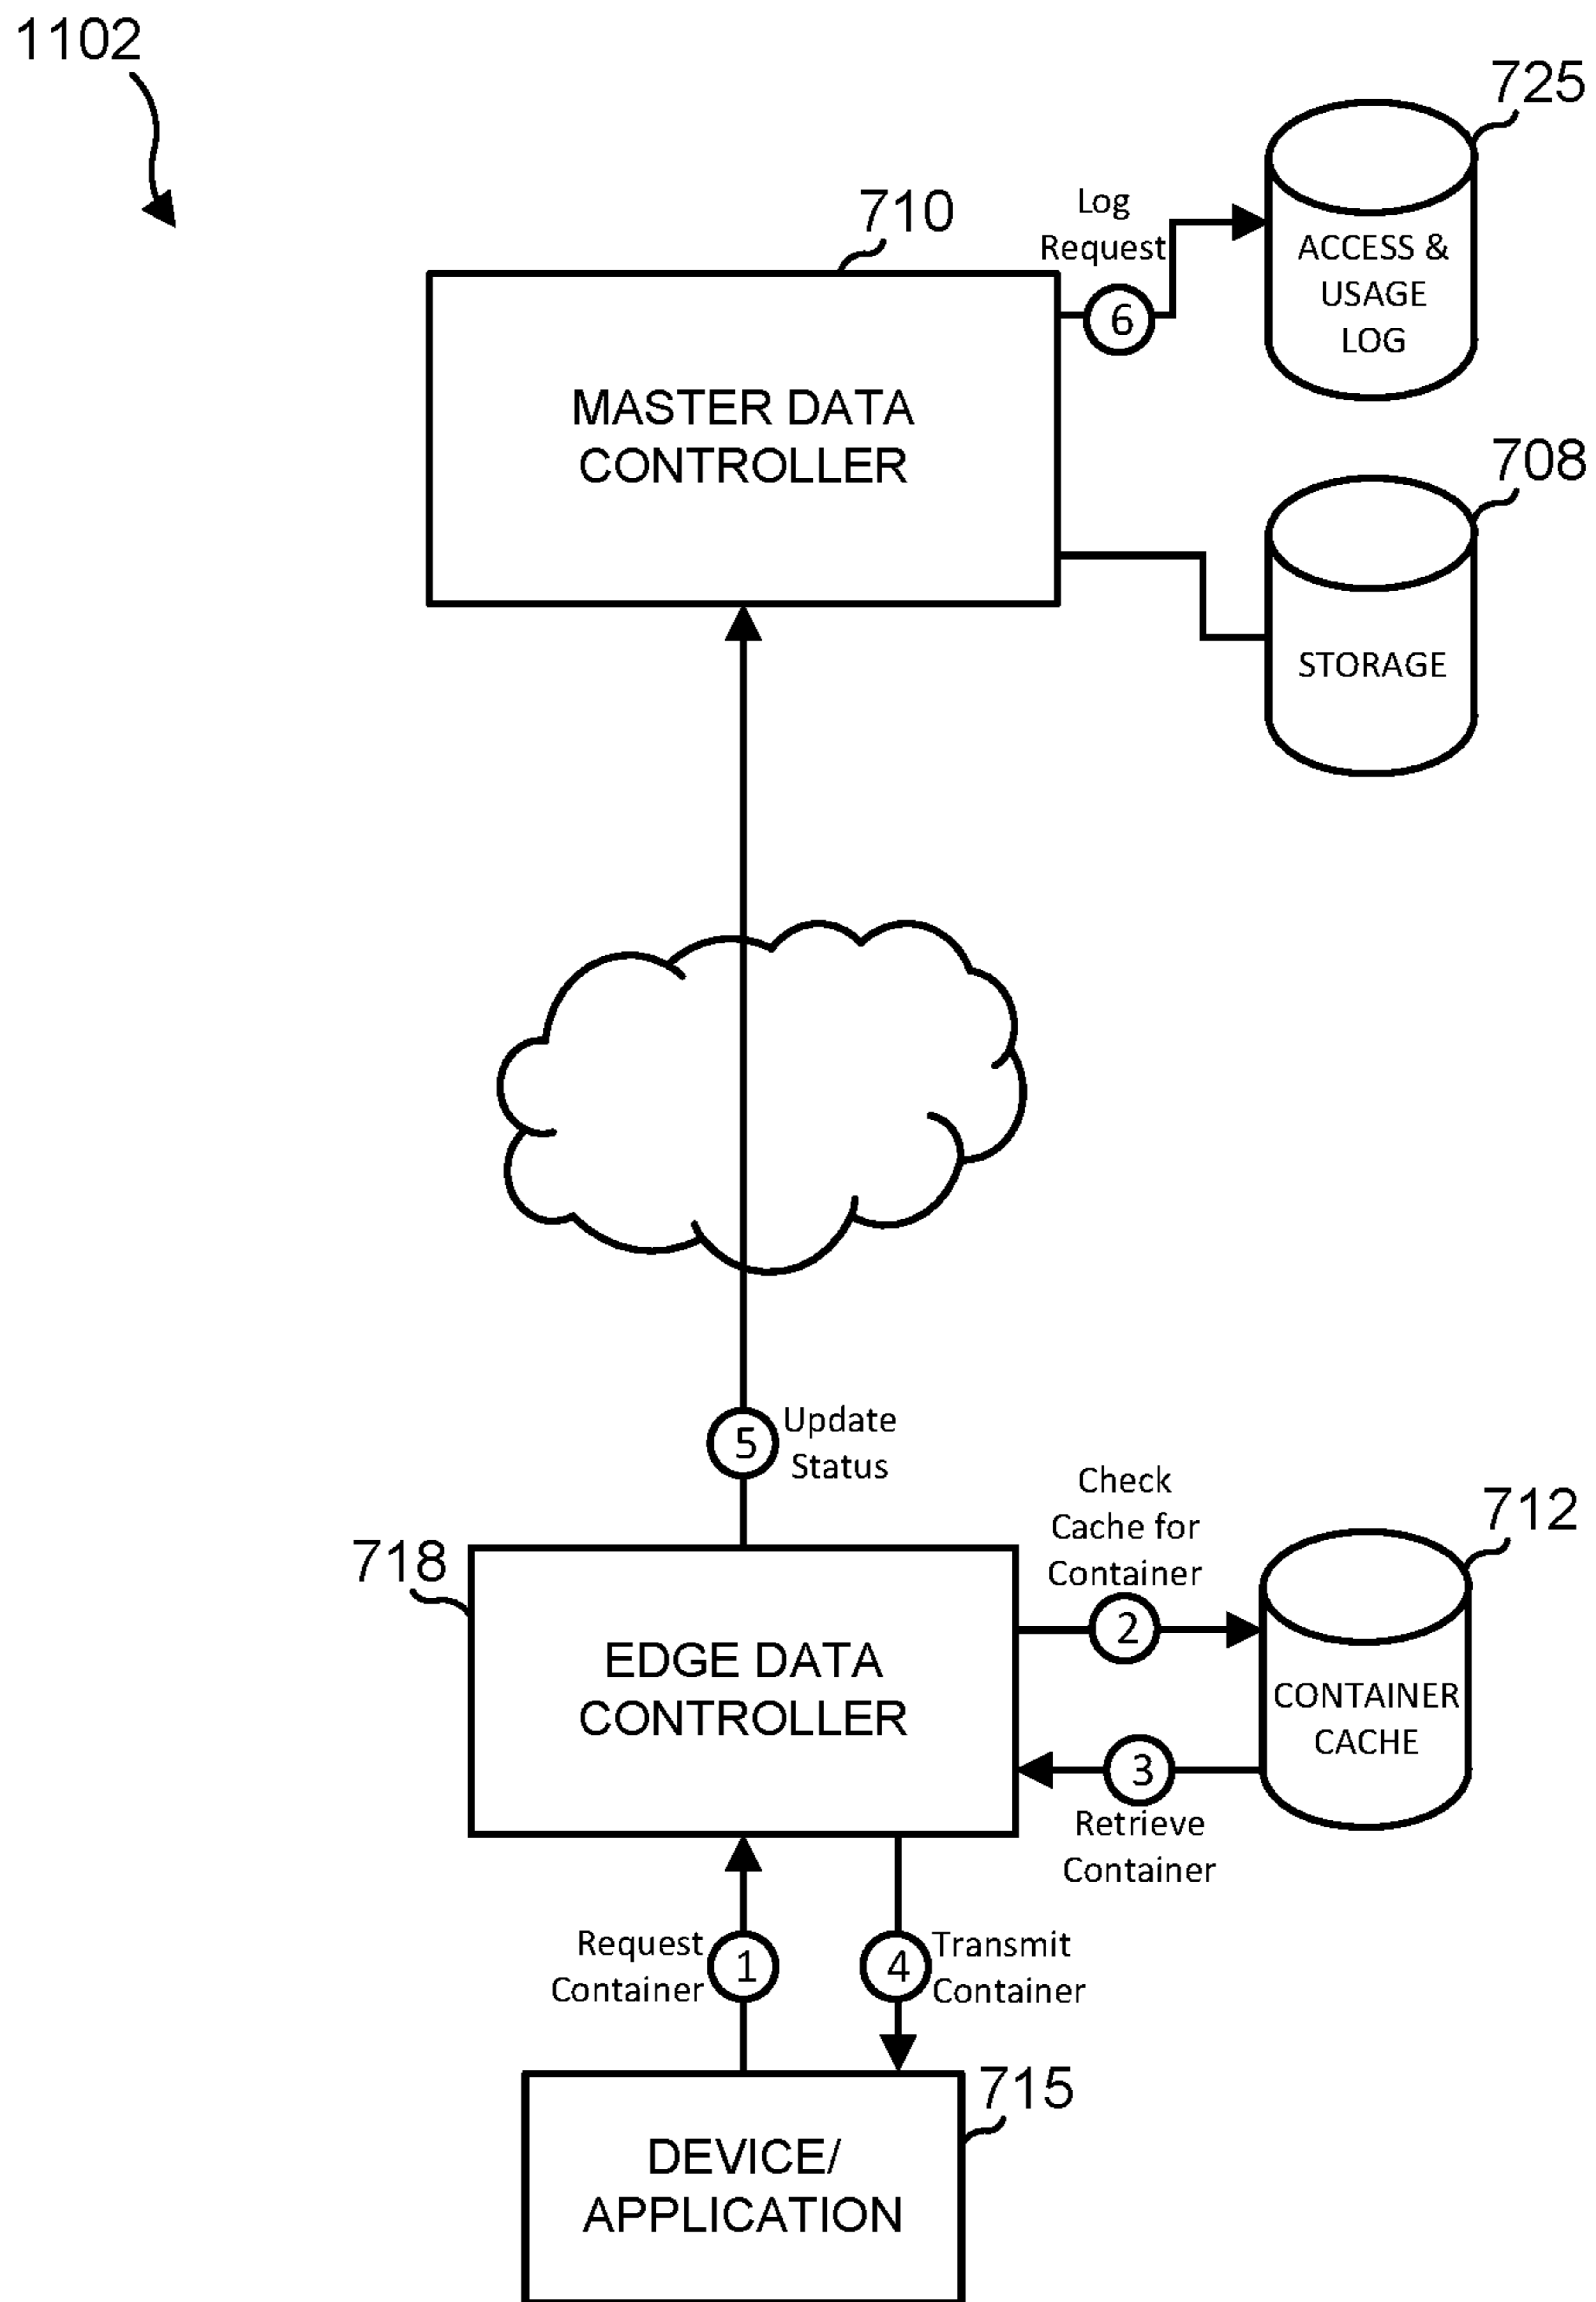 1102
725
710
Log
Request
6
ACCESS &
USAGE
LOG
MASTER DATA
CONTROLLER
708
STORAGE
5
Update
Status
Check
Cache for
Container
712
718
2
EDGE DATA
CONTROLLER
CONTAINER
CACHE
3
Retrieve
Container
Request
Container
1
4
Transmit
Container
715
DEVICE/
APPLICATION